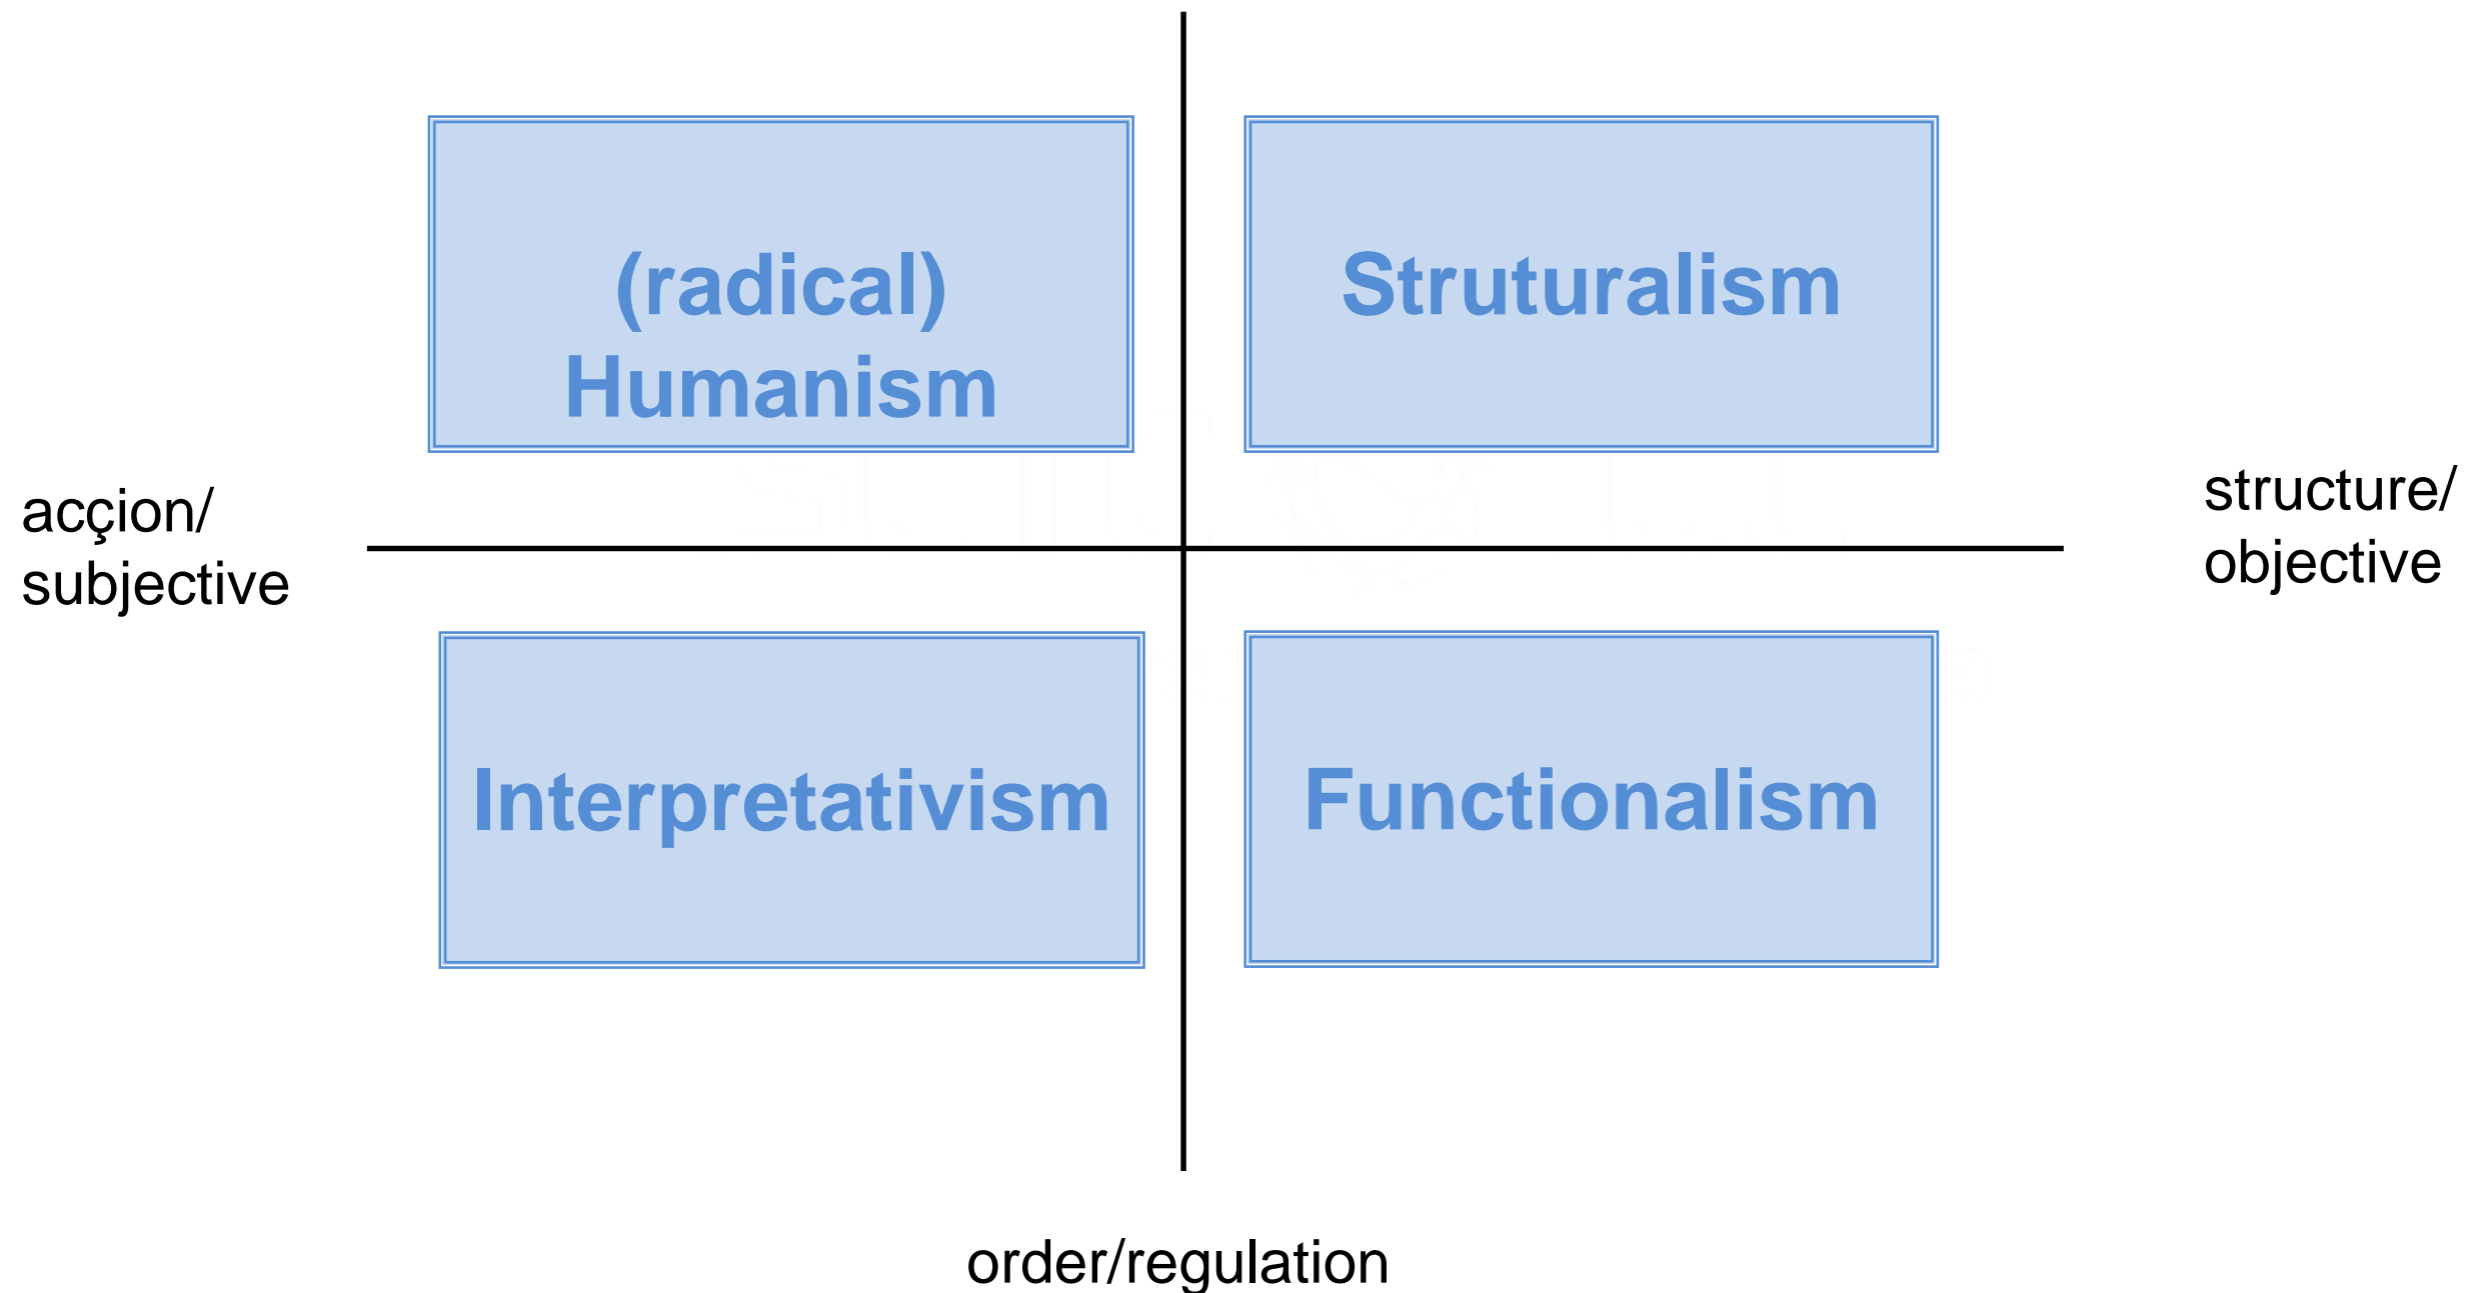 (radical)
Humanism
Struturalism
acçion/
subjective
structure/
objective
Interpretativism
Functionalism
order/regulation